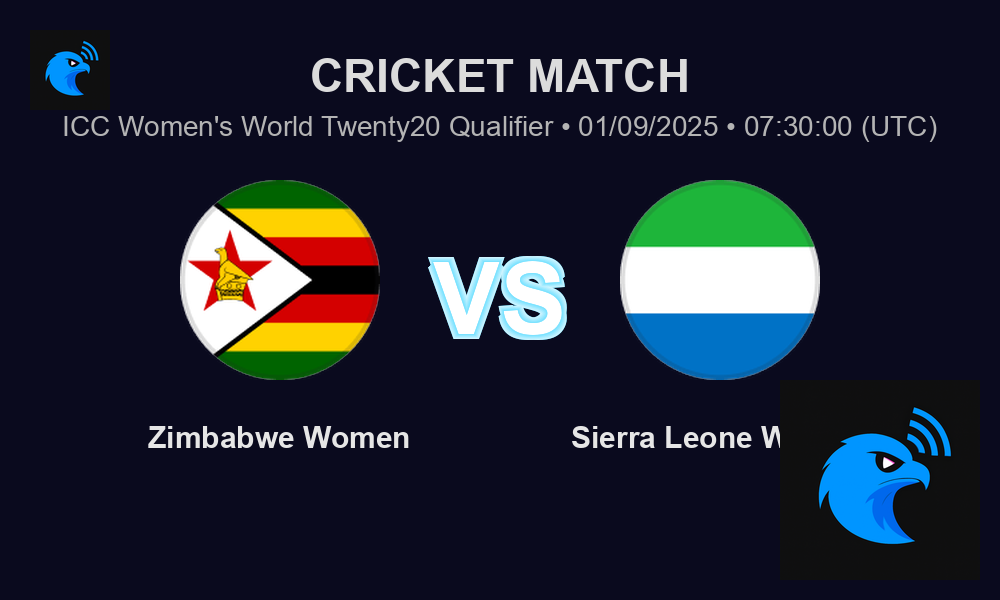 CRICKET MATCH
ICC Women's World Twenty20 Qualifier • 01/09/2025 • 07:30:00 (UTC)
VS
Zimbabwe Women
Sierra Leone